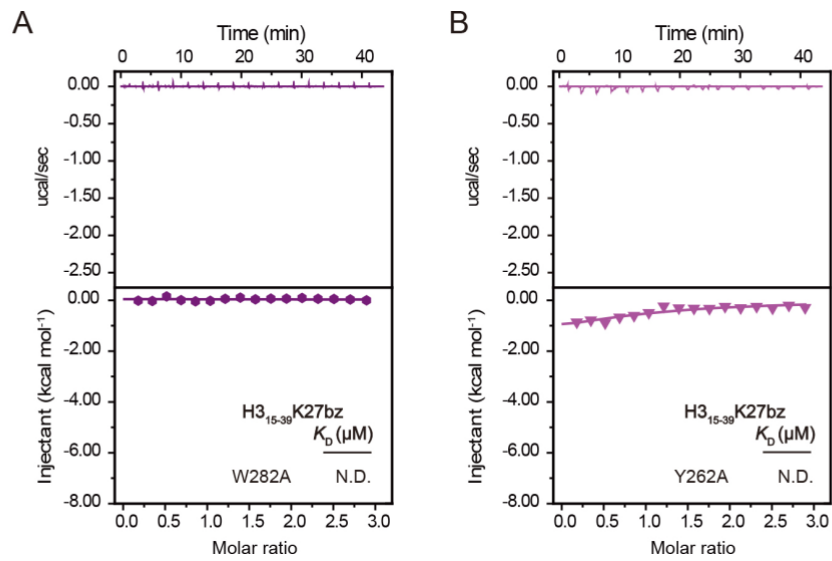 A
Time (min)
0 10 20 30 40
0.00
-0.50
-1.00
-1.50
-2.00
-2.50
ucal/sec
0.00
-2.00
-4.00
-6.00
-8.00
Injectant (kcal mol⁻¹)
H3₁₅₋₃₉K27bz
K_D (µM)
W282A N.D.
0.0 0.5 1.0 1.5 2.0 2.5 3.0
Molar ratio
B
Time (min)
0 10 20 30 40
0.00
-0.50
-1.00
-1.50
-2.00
-2.50
ucal/sec
0.00
-2.00
-4.00
-6.00
-8.00
Injectant (kcal mol⁻¹)
H3₁₅₋₃₉K27bz
K_D (µM)
Y262A N.D.
0.0 0.5 1.0 1.5 2.0 2.5 3.0
Molar ratio